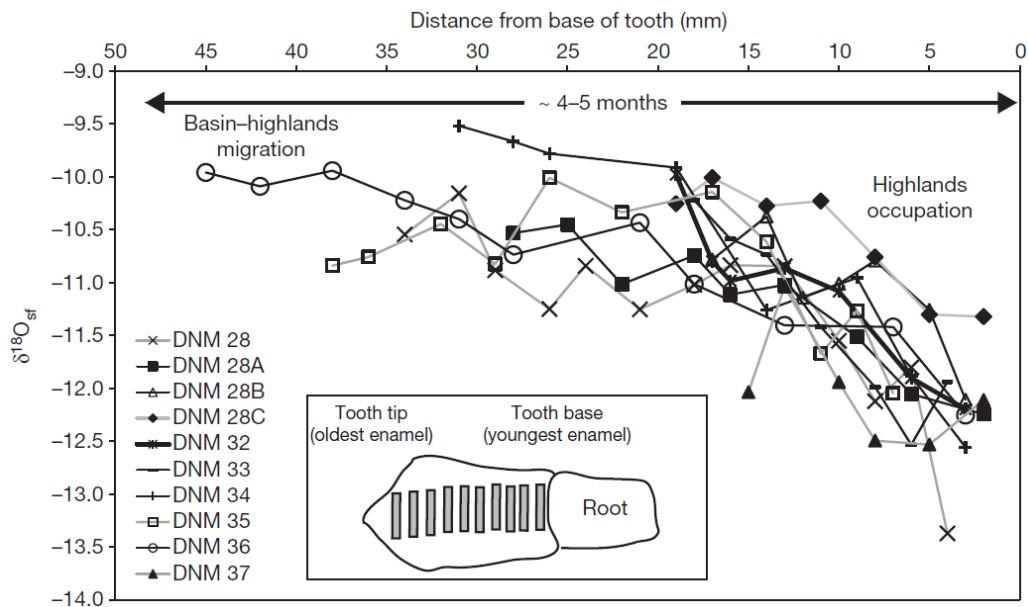 Distance from base of tooth (mm)
50 45 40 35 30 25 20 15 10 5 0
−9.0
−9.5
−10.0
−10.5
−11.0
−11.5
−12.0
−12.5
−13.0
−13.5
−14.0
δ¹⁸Osf
~ 4–5 months
Basin–highlands
migration
Highlands
occupation
DNM 28
DNM 28A
DNM 28B
DNM 28C
DNM 32
DNM 33
DNM 34
DNM 35
DNM 36
DNM 37
Tooth tip
(oldest enamel)
Tooth base
(youngest enamel)
Root